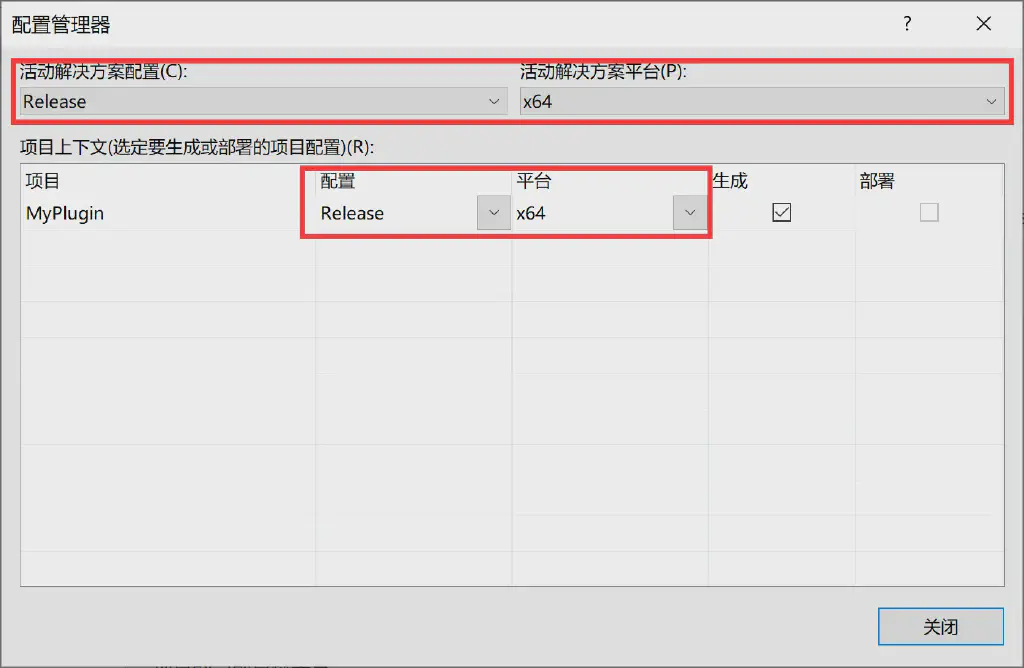 配置管理器 ?
活动解决方案配置(C): 活动解决方案平台(P):
Release x64
项目上下文(选定要生成或部署的项目配置)(R):
项目 配置 平台 生成 部署
MyPlugin Release x64
关闭